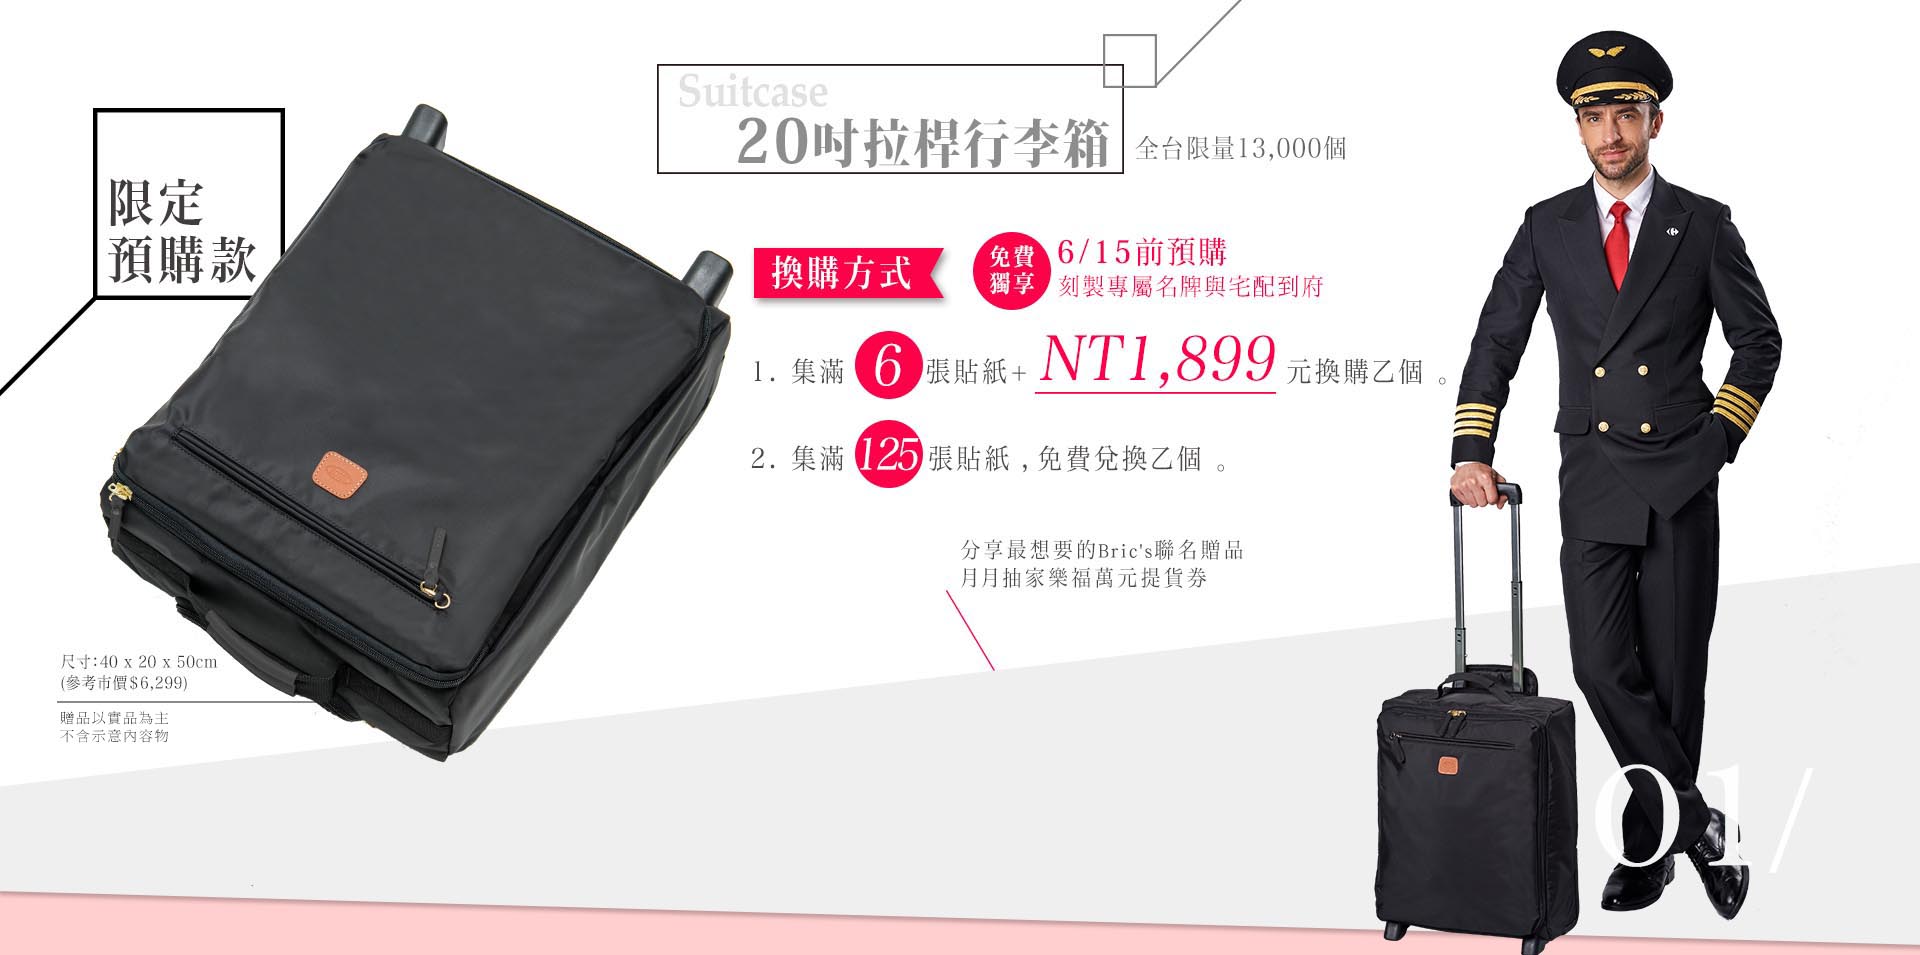 限定
預購款
Suitcase
20吋拉桿行李箱
全台限量13,000個
換購方式
免費
獨享
6/15前預購
刻製專屬名牌與宅配到府
1. 集滿 6 張貼紙+ NT1,899 元換購乙個 。
2. 集滿 125 張貼紙 , 免費兌換乙個 。
分享最想要的Bric's聯名贈品
月月抽家樂福萬元提貨券
尺寸:40 x 20 x 50cm
(參考市價$6,299)
贈品以實品為主
不含示意內容物
01/